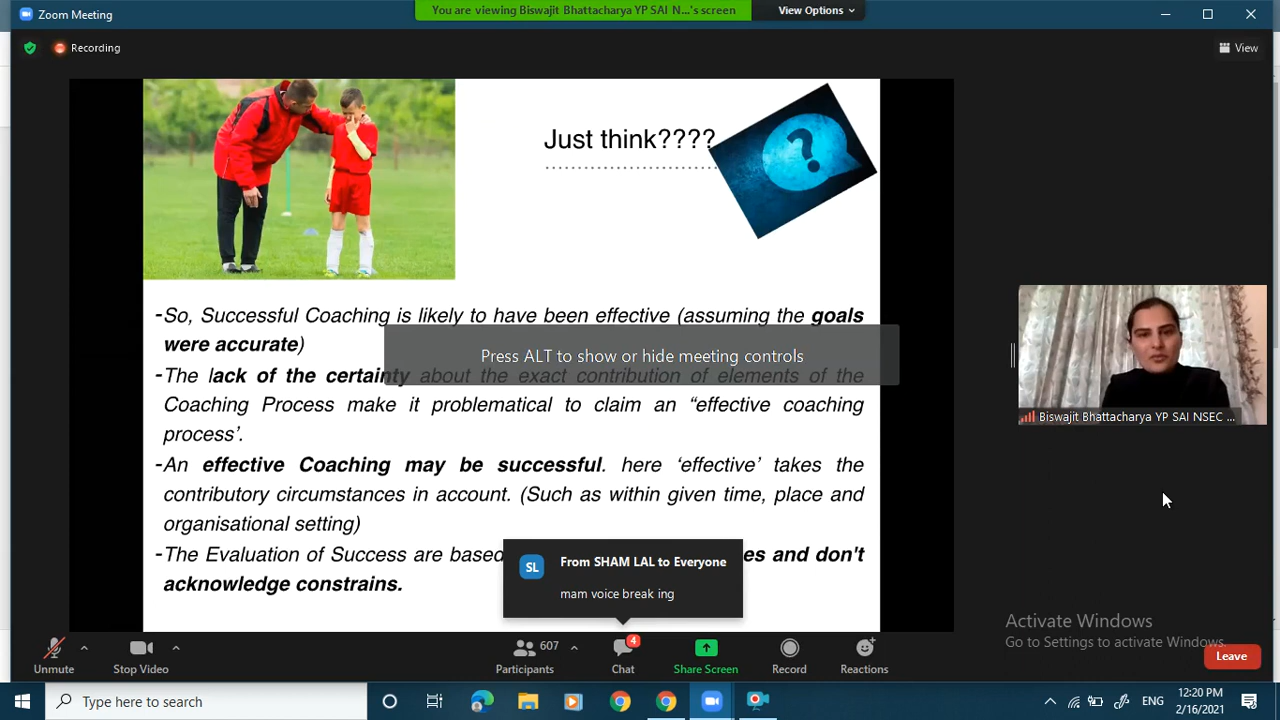 Zoom Meeting
You are viewing Biswajit Bhattacharya YP SAI N...'s screen
View Options
Recording
View
Just think????
-So, Successful Coaching is likely to have been effective (assuming the goals
were accurate)
Press ALT to show or hide meeting controls
-The lack of the certainty about the exact contribution of elements of the
Coaching Process make it problematical to claim an “effective coaching
process’.
-An effective Coaching may be successful. here ‘effective’ takes the
contributory circumstances in account. (Such as within given time, place and
organisational setting)
-The Evaluation of Success are based es and don't
acknowledge constrains.
Biswajit Bhattacharya YP SAI NSEC ...
SL
From SHAM LAL to Everyone
mam voice break ing
Activate Windows
Go to Settings to activate Windows.
Unmute
Stop Video
607
Participants
4
Chat
Share Screen
Record
Reactions
Leave
Type here to search
ENG
12:20 PM
2/16/2021